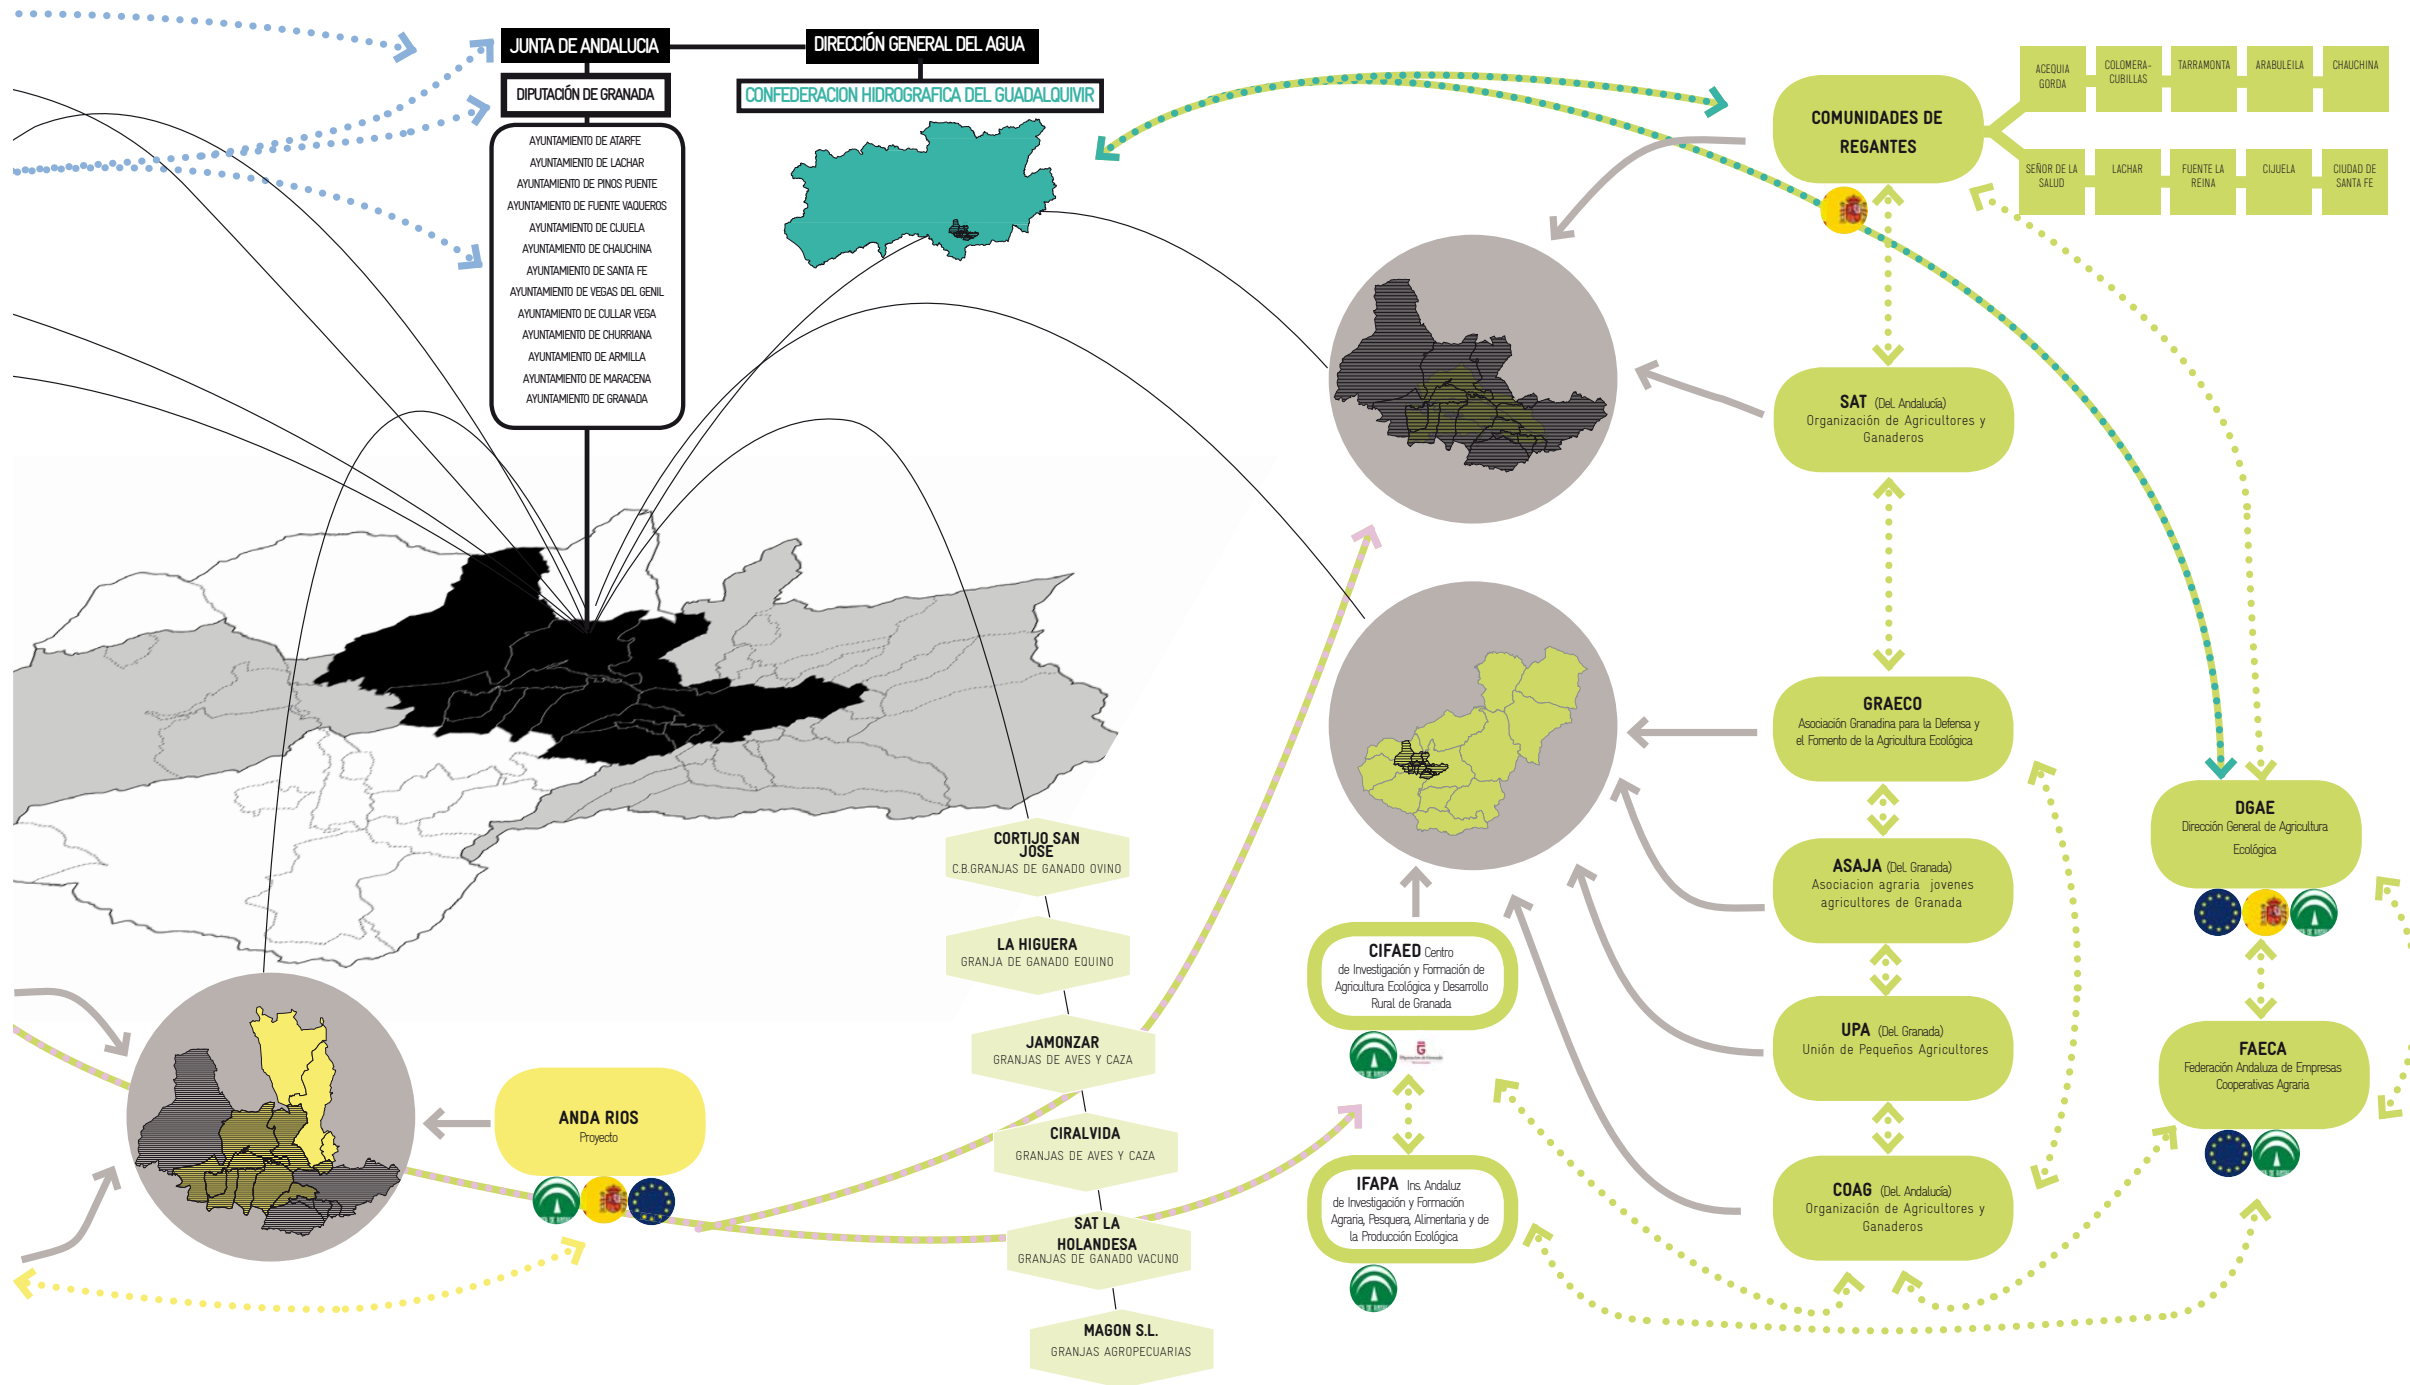 JUNTA DE ANDALUCIA
DIRECCIÓN GENERAL DEL AGUA
DIPUTACIÓN DE GRANADA
CONFEDERACION HIDROGRAFICA DEL GUADALQUIVIR
AYUNTAMIENTO DE ATARFE
AYUNTAMIENTO DE LACHAR
AYUNTAMIENTO DE PINOS PUENTE
AYUNTAMIENTO DE FUENTE VAQUEROS
AYUNTAMIENTO DE CIJUELA
AYUNTAMIENTO DE CHAUCHINA
AYUNTAMIENTO DE SANTA FE
AYUNTAMIENTO DE VEGAS DEL GENIL
AYUNTAMIENTO DE CULLAR VEGA
AYUNTAMIENTO DE CHURRIANA
AYUNTAMIENTO DE ARMILLA
AYUNTAMIENTO DE MARACENA
AYUNTAMIENTO DE GRANADA
COMUNIDADES DE
REGANTES
ACEQUIA
GORDA
COLOMERA-
CUBILLAS
TARRAMONTA
ARABULEILA
CHAUCHINA
SEÑOR DE LA
SALUD
LACHAR
FUENTE LA
REINA
CIJUELA
CIUDAD DE
SANTA FE
SAT (Del. Andalucía)
Organización de Agricultores y
Ganaderos
GRAECO
Asociación Granadina para la Defensa y
el Fomento de la Agricultura Ecológica
ASAJA (Del. Granada)
Asociacion agraria jovenes
agricultores de Granada
UPA (Del. Granada)
Unión de Pequeños Agricultores
COAG (Del. Andalucía)
Organización de Agricultores y
Ganaderos
DGAE
Dirección General de Agricultura
Ecológica
FAECA
Federación Andaluza de Empresas
Cooperativas Agraria
CIFAED Centro
de Investigación y Formación de
Agricultura Ecológica y Desarrollo
Rural de Granada
IFAPA Ins. Andaluz
de Investigación y Formación
Agraria, Pesquera, Alimentaria y de
la Producción Ecológica
CORTIJO SAN
JOSE
C.B.GRANJAS DE GANADO OVINO
LA HIGUERA
GRANJA DE GANADO EQUINO
JAMONZAR
GRANJAS DE AVES Y CAZA
CIRALVIDA
GRANJAS DE AVES Y CAZA
SAT LA
HOLANDESA
GRANJAS DE GANADO VACUNO
MAGON S.L.
GRANJAS AGROPECUARIAS
ANDA RIOS
Proyecto